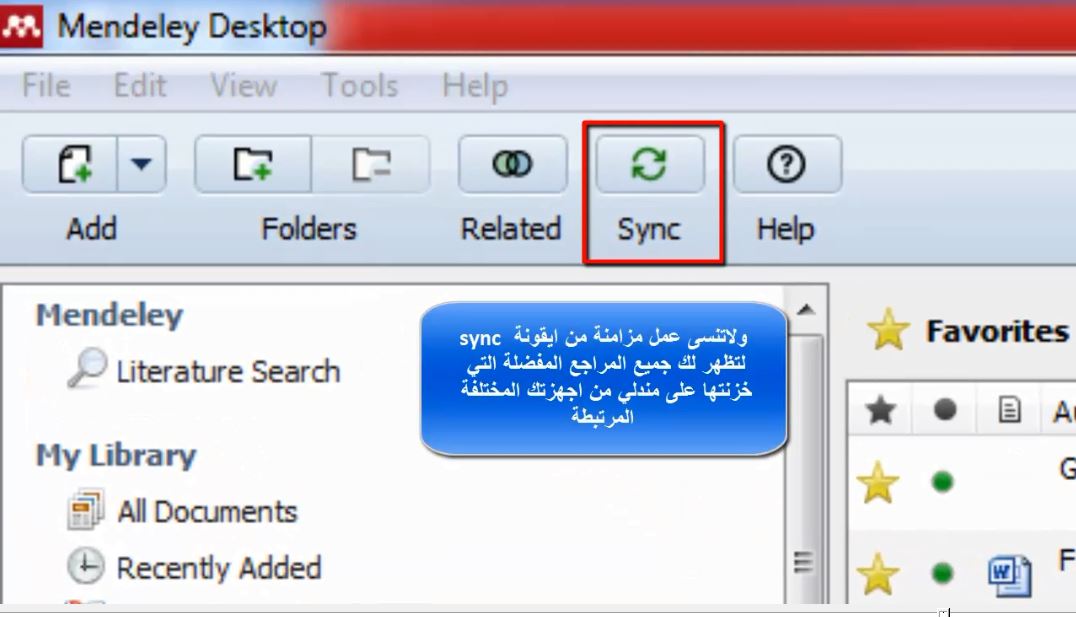 Mendeley Desktop
File Edit View Tools Help
Add Folders Related Sync Help
Mendeley
Literature Search
My Library
All Documents
Recently Added
ولاتنسى عمل مزامنة من ايقونة sync
لتظهر لك جميع المراجع المفضلة التي
خزنتها على مندلي من اجهزتك المختلفة
المرتبطة
Favorites